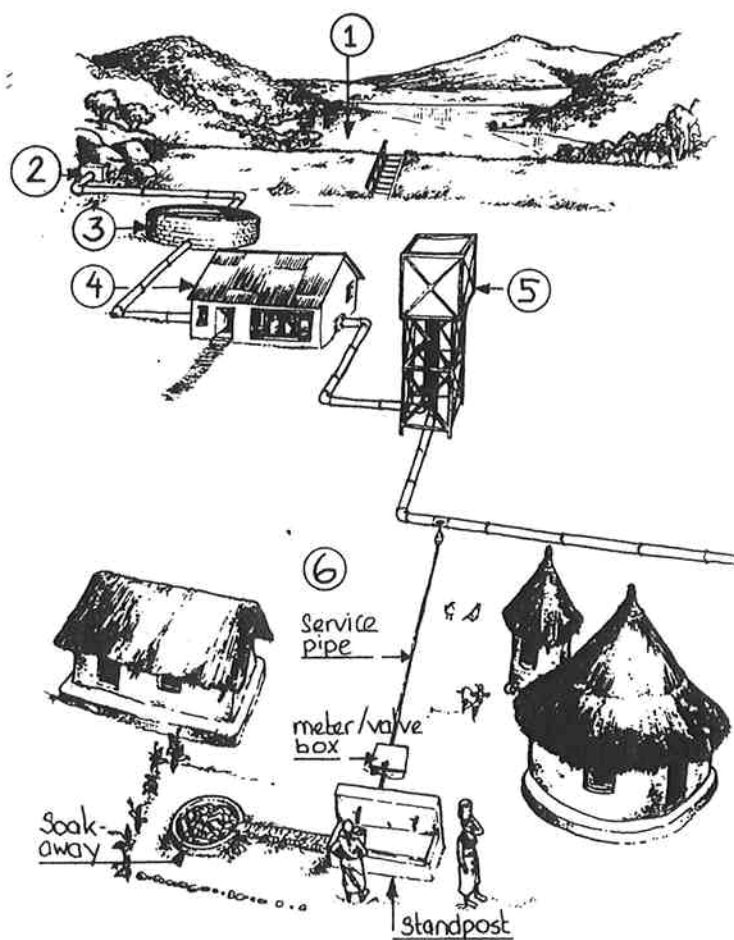 1
2
3
4
5
6
Service
pipe
meter/valve
box
Soak-
away
Standpost